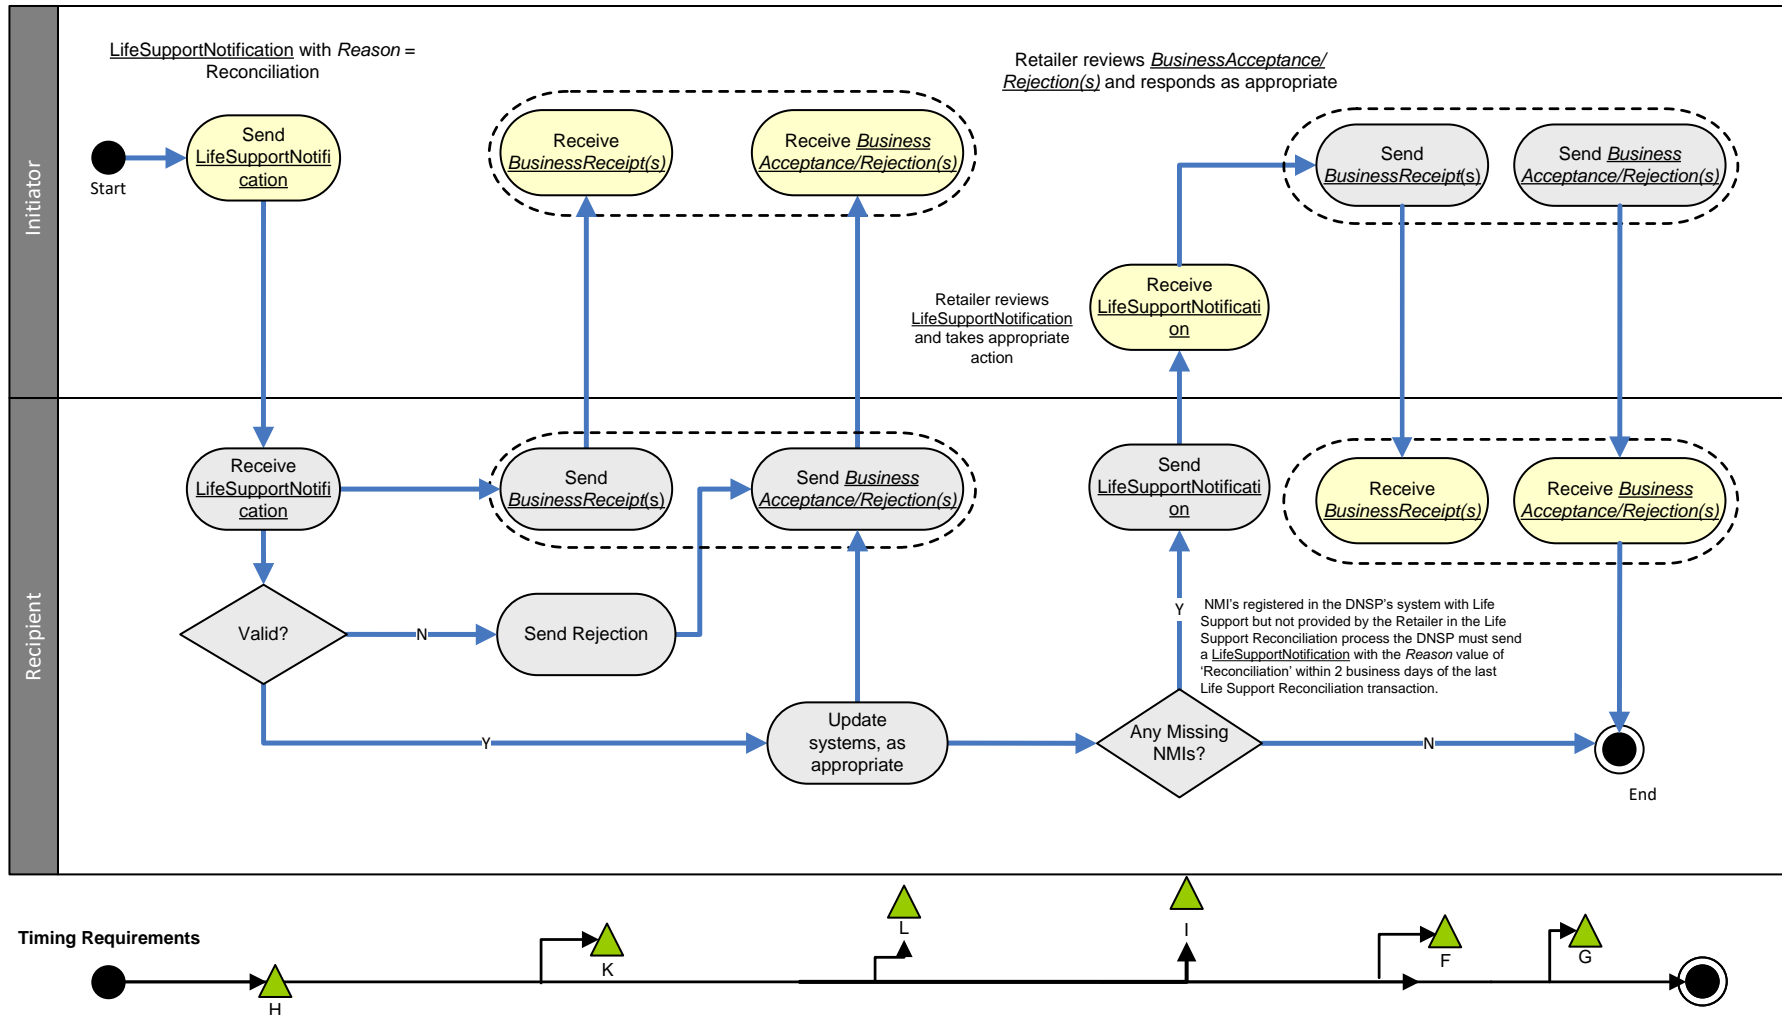 Initiator
LifeSupportNotification with Reason =
Reconciliation
Start
Send
LifeSupportNotifi
cation
Receive
BusinessReceipt(s)
Receive Business
Acceptance/Rejection(s)
Retailer reviews BusinessAcceptance/
Rejection(s) and responds as appropriate
Send
BusinessReceipt(s)
Send Business
Acceptance/Rejection(s)
Retailer reviews
LifeSupportNotification
and takes appropriate
action
Receive
LifeSupportNotificati
on
Recipient
Receive
LifeSupportNotifi
cation
Send
BusinessReceipt(s)
Send Business
Acceptance/Rejection(s)
Send
LifeSupportNotificati
on
Receive
BusinessReceipt(s)
Receive Business
Acceptance/Rejection(s)
Valid?
N
Send Rejection
Y
NMI's registered in the DNSP's system with Life
Support but not provided by the Retailer in the Life
Support Reconciliation process the DNSP must send
a LifeSupportNotification with the Reason value of
‘Reconciliation’ within 2 business days of the last
Life Support Reconciliation transaction.
Y
Update
systems, as
appropriate
Any Missing
NMIs?
N
End
Timing Requirements
H
K
L
I
F
G